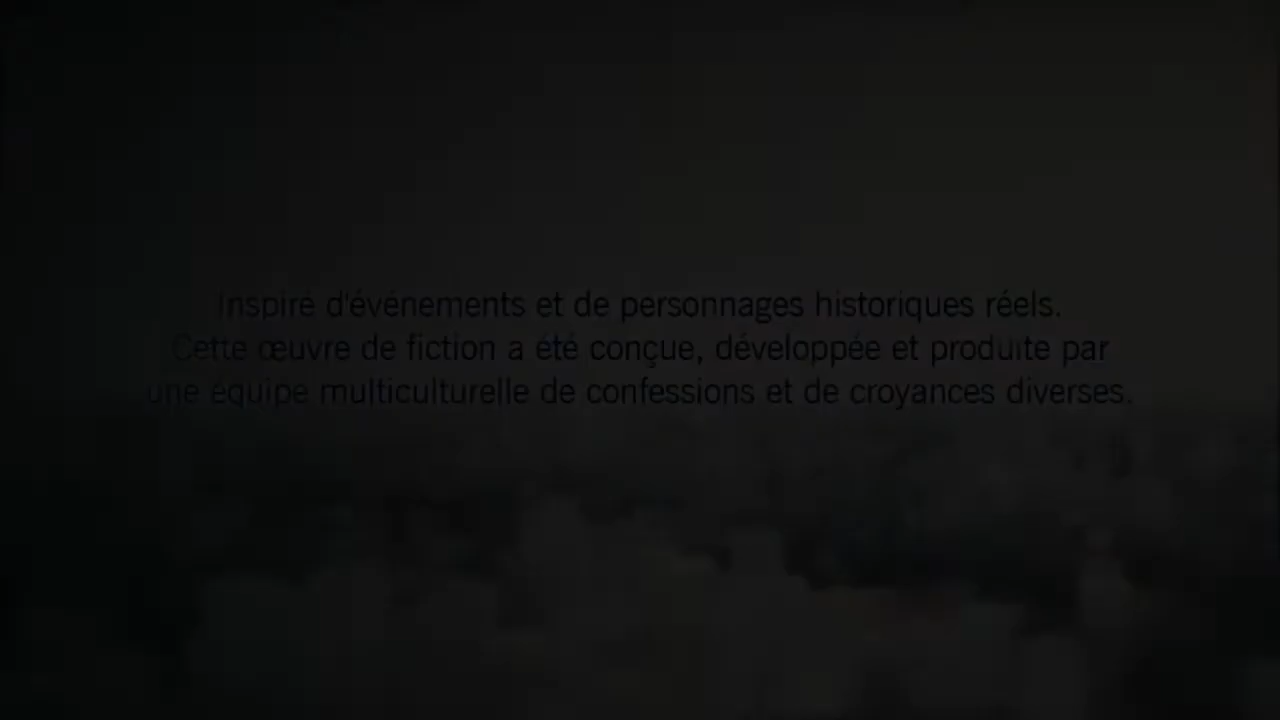 Inspiré d'événements et de personnages historiques réels.
Cette œuvre de fiction a été conçue, développée et produite par
une équipe multiculturelle de confessions et de croyances diverses.